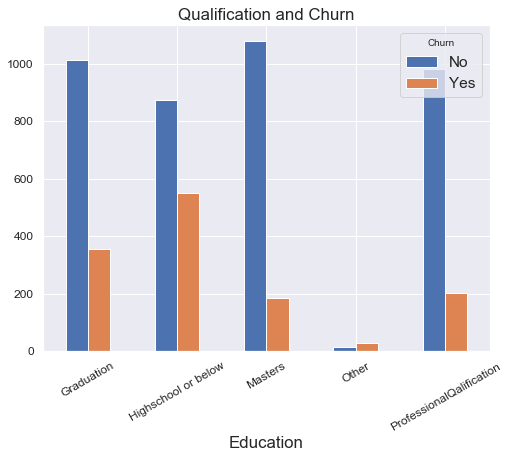 Qualification and Churn
Churn
No
Yes
1000
800
600
400
200
0
Graduation
Highschool or below
Masters
Other
ProfessionalQalification
Education